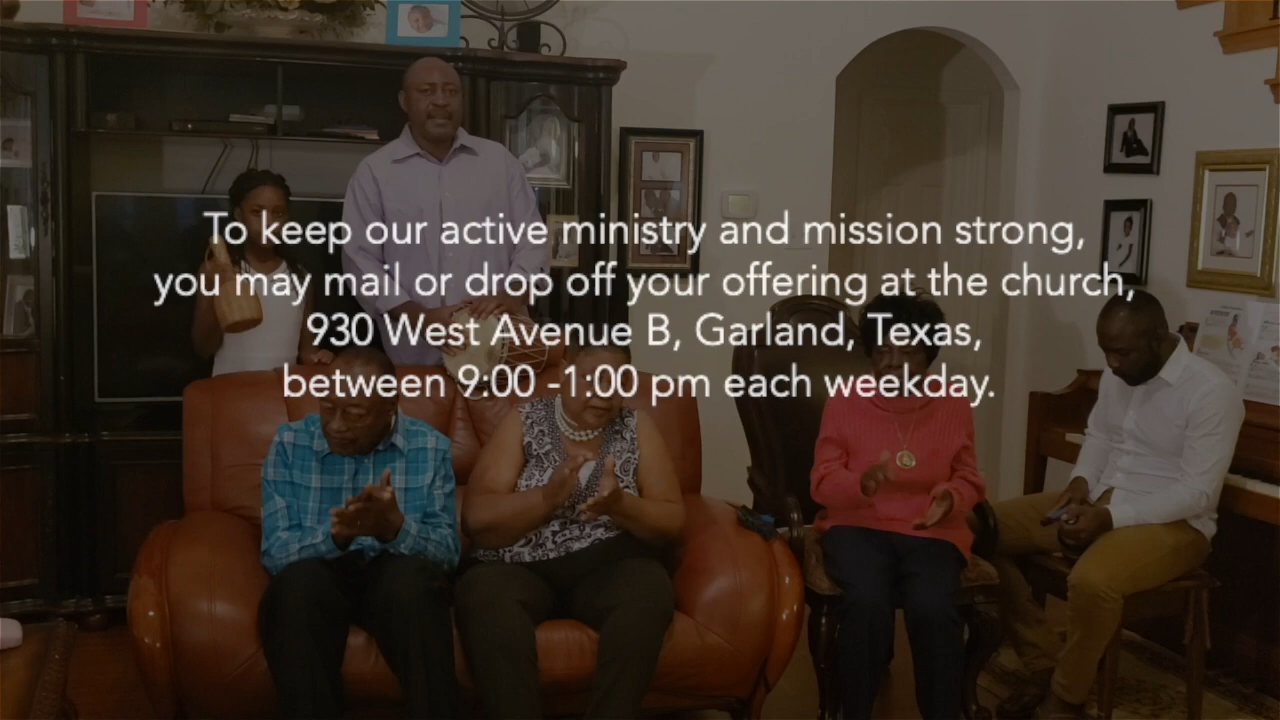 To keep our active ministry and mission strong,
you may mail or drop off your offering at the church,
930 West Avenue B, Garland, Texas,
between 9:00 -1:00 pm each weekday.